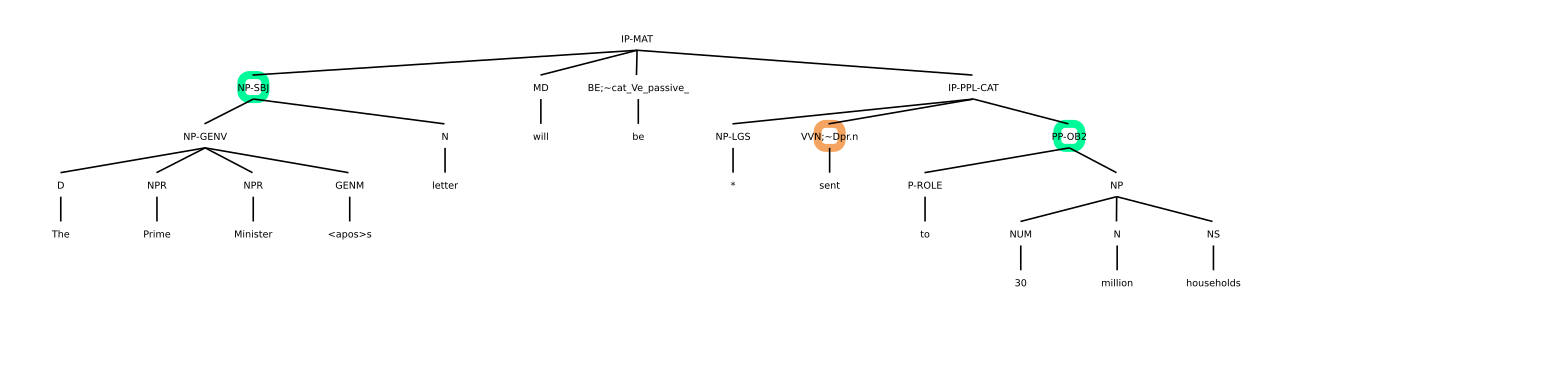 IP-MAT
NP-SBJ MD BE;~cat_Ve_passive_ IP-PPL-CAT
NP-GENV N will be NP-LGS VVN;~Dpr.n PP-OB2
D NPR NPR GENM letter * sent P-ROLE NP
The Prime Minister <apos>s to NUM N NS
30 million households